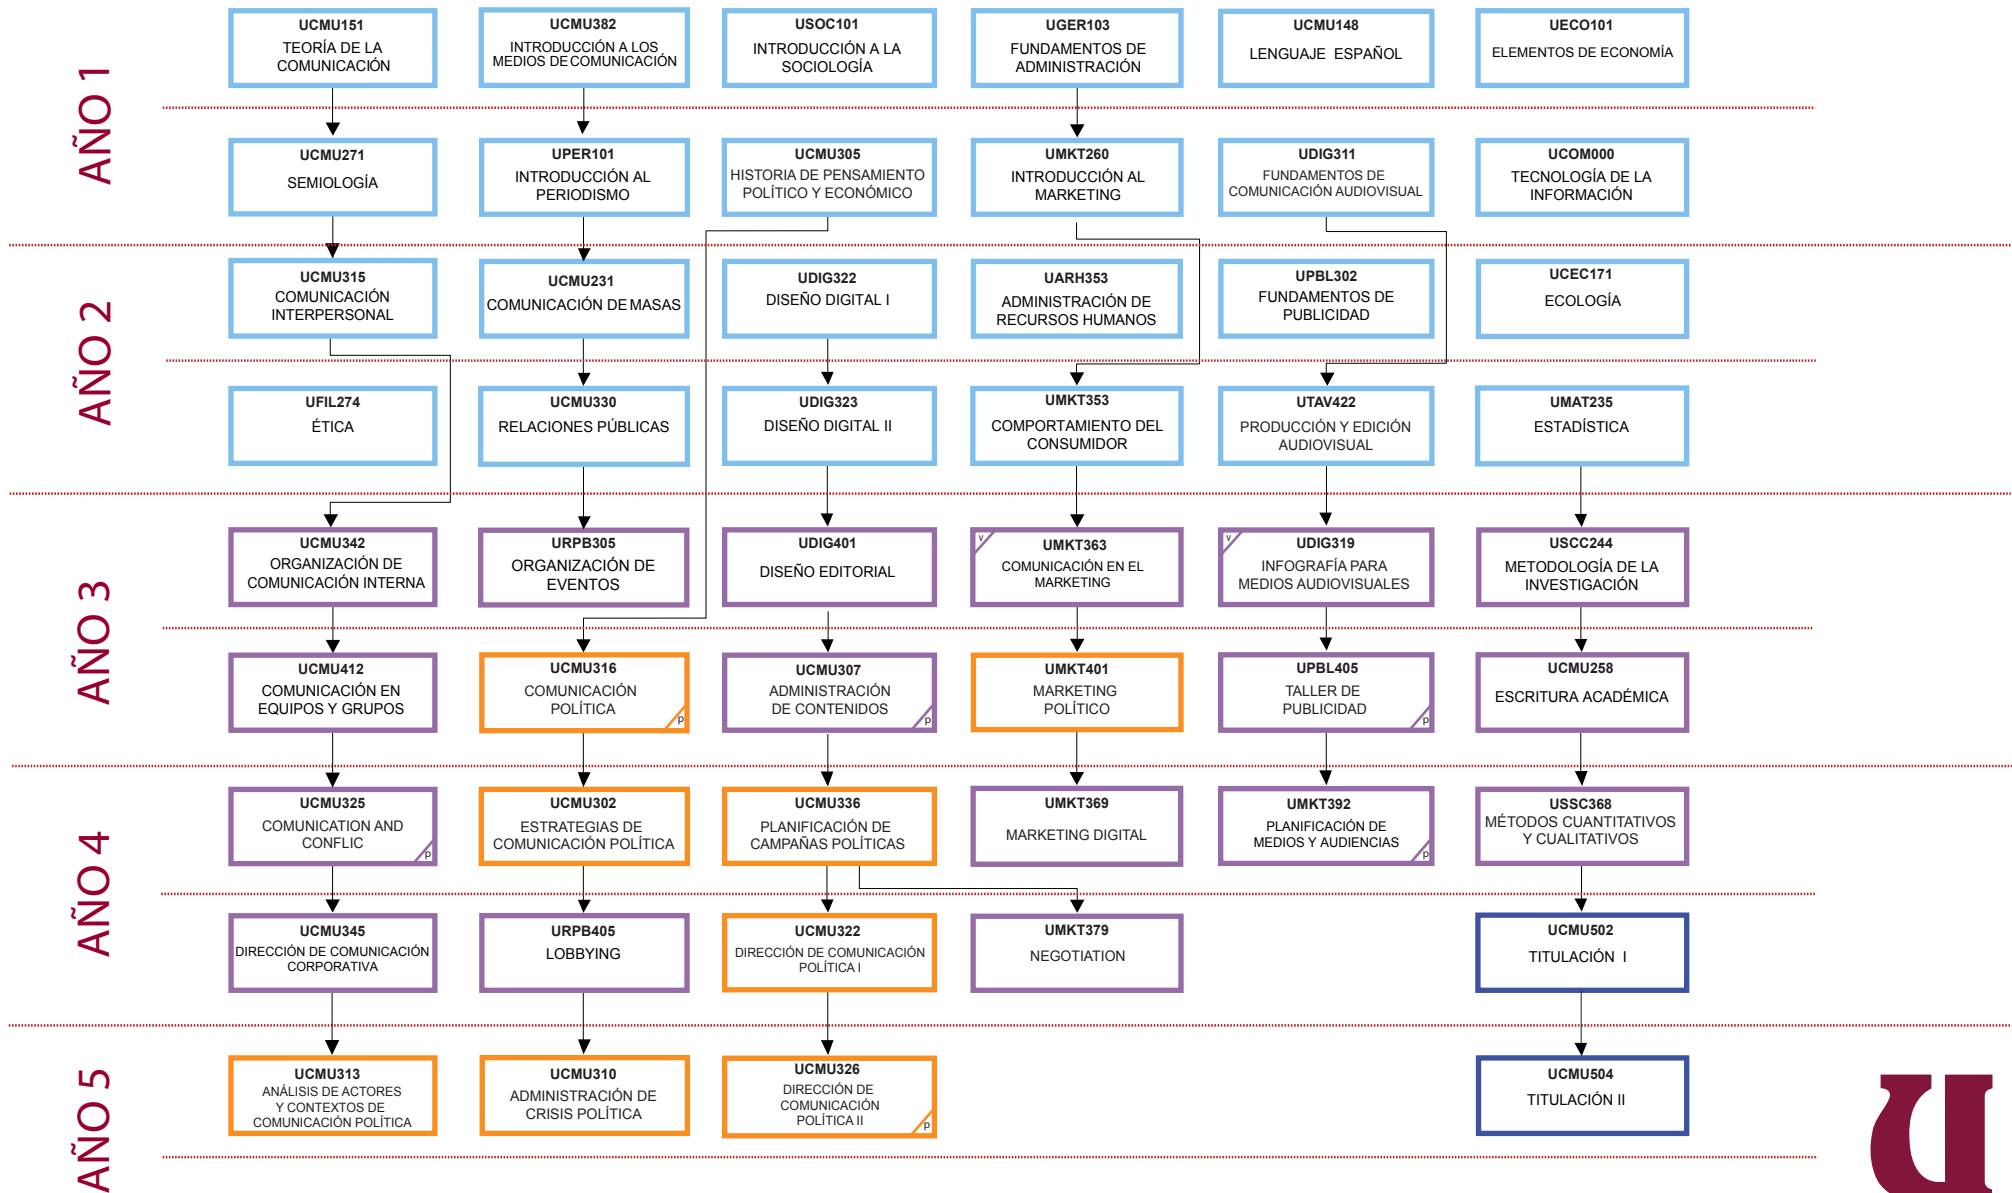 AÑO 1
UCMU151
TEORÍA DE LA
COMUNICACIÓN
UCMU382
INTRODUCCIÓN A LOS
MEDIOS DE COMUNICACIÓN
USOC101
INTRODUCCIÓN A LA
SOCIOLOGÍA
UGER103
FUNDAMENTOS DE
ADMINISTRACIÓN
UCMU148
LENGUAJE ESPAÑOL
UECO101
ELEMENTOS DE ECONOMÍA
UCMU271
SEMIOLOGÍA
UPER101
INTRODUCCIÓN AL
PERIODISMO
UCMU305
HISTORIA DE PENSAMIENTO
POLÍTICO Y ECONÓMICO
UMKT260
INTRODUCCIÓN AL
MARKETING
UDIG311
FUNDAMENTOS DE
COMUNICACIÓN AUDIOVISUAL
UCOM000
TECNOLOGÍA DE LA
INFORMACIÓN
AÑO 2
UCMU315
COMUNICACIÓN
INTERPERSONAL
UCMU231
COMUNICACIÓN DE MASAS
UDIG322
DISEÑO DIGITAL I
UARH353
ADMINISTRACIÓN DE
RECURSOS HUMANOS
UPBL302
FUNDAMENTOS DE
PUBLICIDAD
UCEC171
ECOLOGÍA
UFIL274
ÉTICA
UCMU330
RELACIONES PÚBLICAS
UDIG323
DISEÑO DIGITAL II
UMKT353
COMPORTAMIENTO DEL
CONSUMIDOR
UTAV422
PRODUCCIÓN Y EDICIÓN
AUDIOVISUAL
UMAT235
ESTADÍSTICA
AÑO 3
UCMU342
ORGANIZACIÓN DE
COMUNICACIÓN INTERNA
URPB305
ORGANIZACIÓN DE
EVENTOS
UDIG401
DISEÑO EDITORIAL
v
UMKT363
COMUNICACIÓN EN EL
MARKETING
v
UDIG319
INFOGRAFÍA PARA
MEDIOS AUDIOVISUALES
USCC244
METODOLOGÍA DE LA
INVESTIGACIÓN
UCMU412
COMUNICACIÓN EN
EQUIPOS Y GRUPOS
UCMU316
COMUNICACIÓN
POLÍTICA
p
UCMU307
ADMINISTRACIÓN
DE CONTENIDOS
p
UMKT401
MARKETING
POLÍTICO
UPBL405
TALLER DE
PUBLICIDAD
p
UCMU258
ESCRITURA ACADÉMICA
AÑO 4
UCMU325
COMUNICATION AND
CONFLIC
p
UCMU302
ESTRATEGIAS DE
COMUNICACIÓN POLÍTICA
UCMU336
PLANIFICACIÓN DE
CAMPAÑAS POLÍTICAS
UMKT369
MARKETING DIGITAL
UMKT392
PLANIFICACIÓN DE
MEDIOS Y AUDIENCIAS
p
USSC368
MÉTODOS CUANTITATIVOS
Y CUALITATIVOS
UCMU345
DIRECCIÓN DE COMUNICACIÓN
CORPORATIVA
URPB405
LOBBYING
UCMU322
DIRECCIÓN DE COMUNICACIÓN
POLÍTICA I
UMKT379
NEGOTIATION
UCMU502
TITULACIÓN I
AÑO 5
UCMU313
ANÁLISIS DE ACTORES
Y CONTEXTOS DE
COMUNICACIÓN POLÍTICA
UCMU310
ADMINISTRACIÓN DE
CRISIS POLÍTICA
UCMU326
DIRECCIÓN DE
COMUNICACIÓN
POLÍTICA II
p
UCMU504
TITULACIÓN II
U